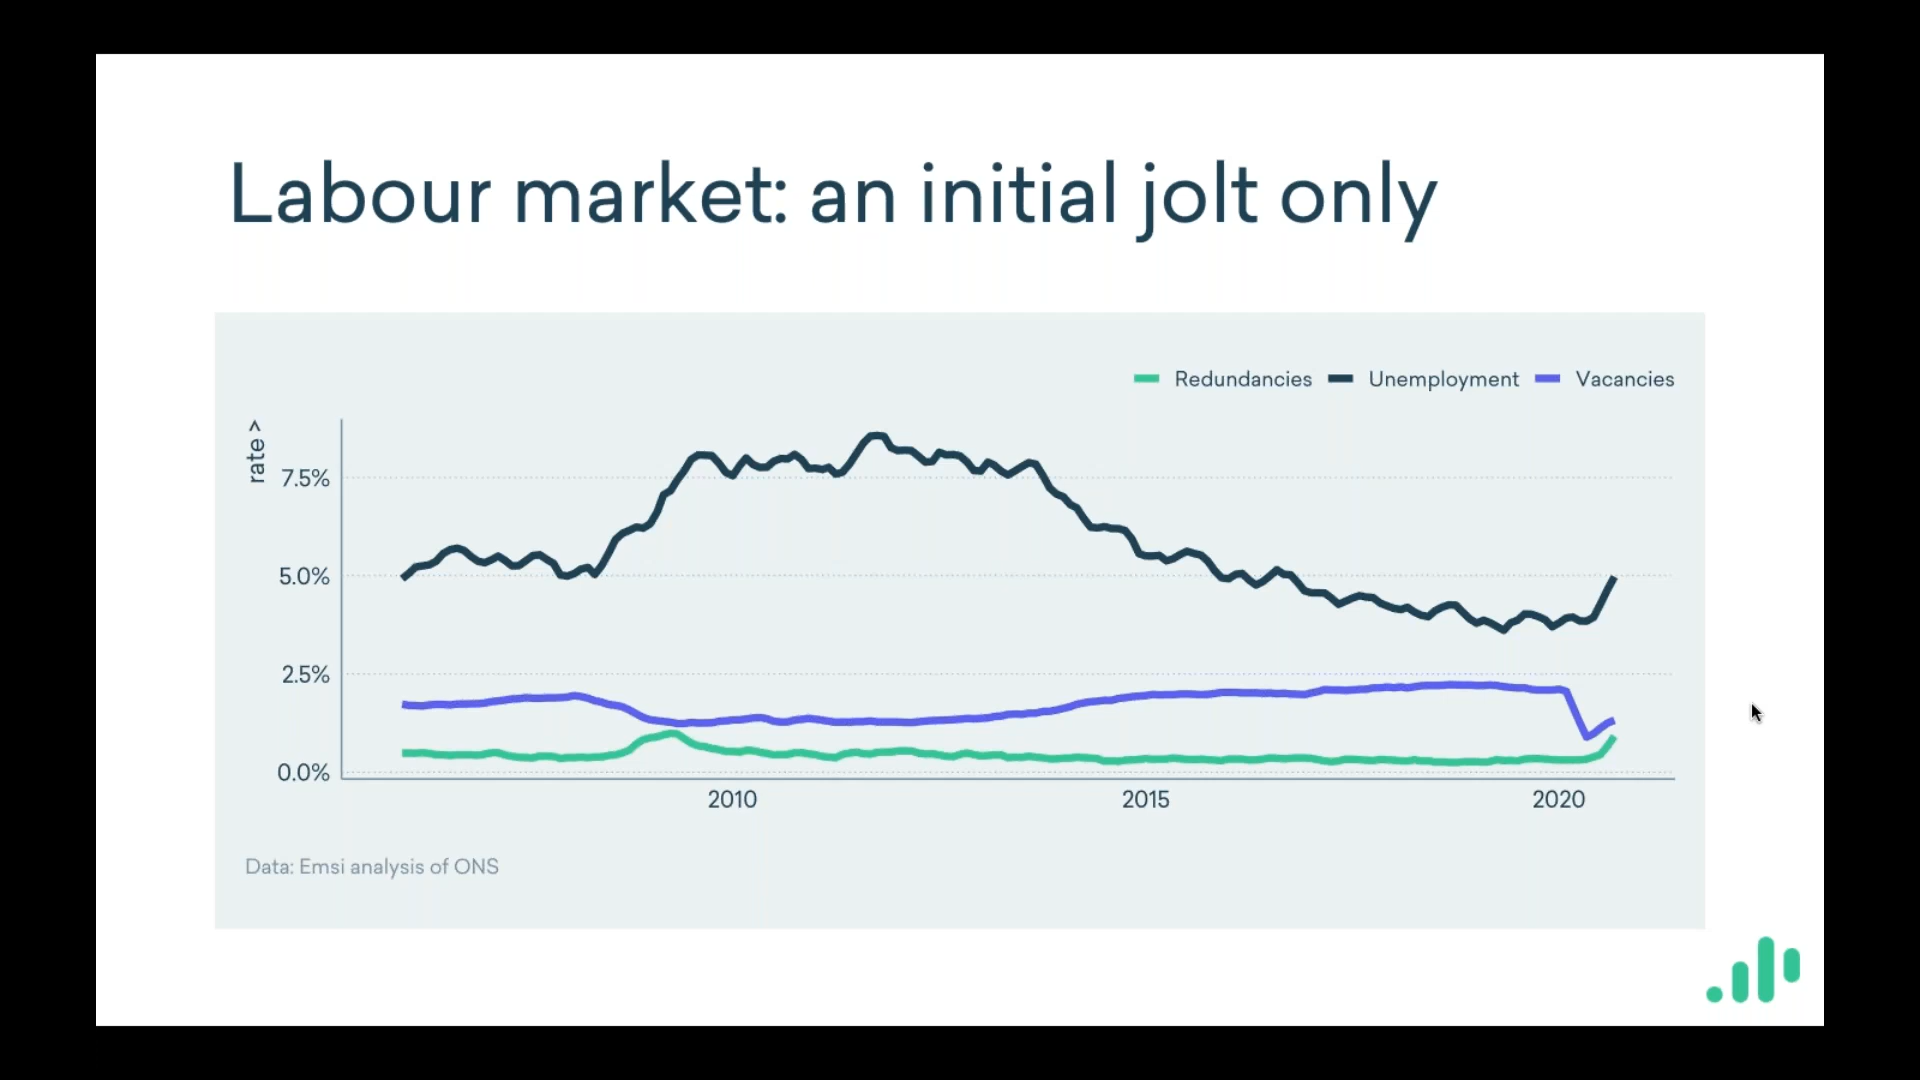 Labour market: an initial jolt only
Redundancies Unemployment Vacancies
rate >
7.5%
5.0%
2.5%
0.0%
2010 2015 2020
Data: Emsi analysis of ONS